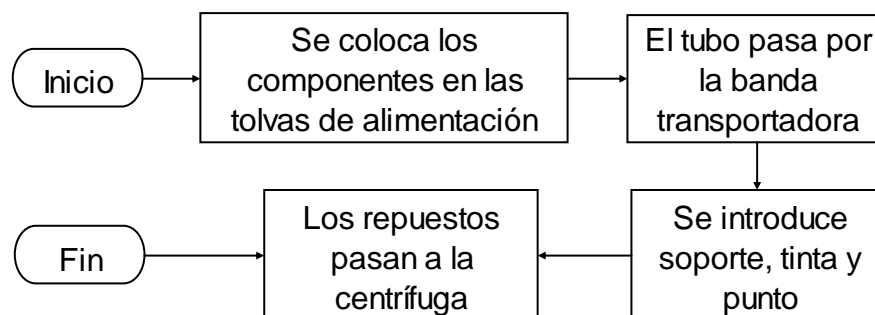 Inicio
Se coloca los
componentes en las
tolvas de alimentación
El tubo pasa por
la banda
transportadora
Se introduce
soporte, tinta y
punto
Los repuestos
pasan a la
centrífuga
Fin